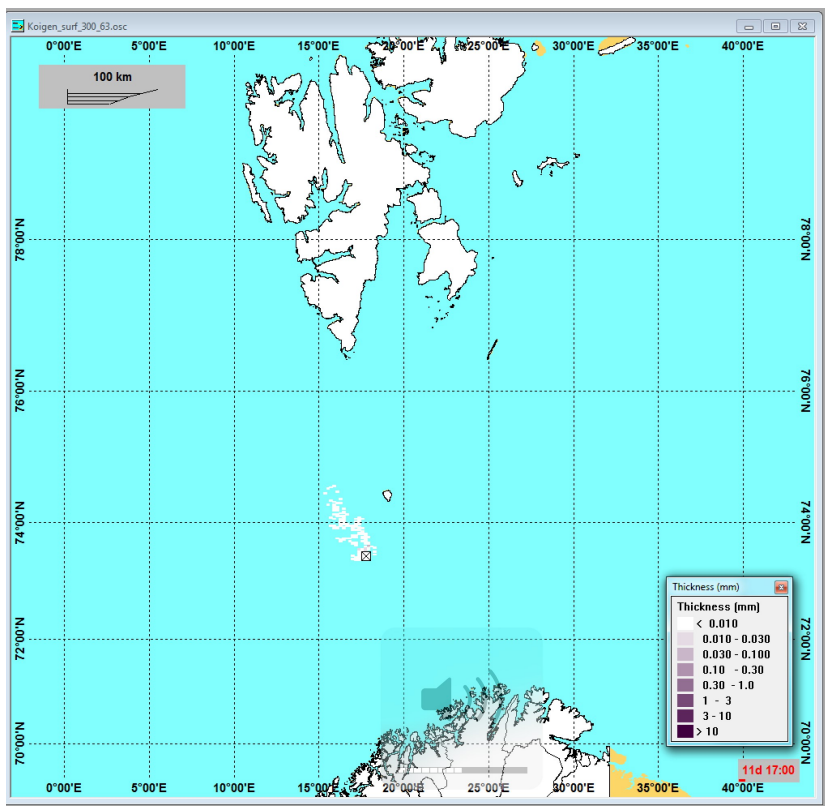 Koigen_surf_300_63.osc
0°00'E 5°00'E 10°00'E 15°00'E 20°00'E 25°00'E 30°00'E 35°00'E 40°00'E
100 km
78°00'N 78°00'N
76°00'N 76°00'N
74°00'N 74°00'N
Thickness (mm)
Thickness (mm)
< 0.010
0.010 - 0.030
0.030 - 0.100
0.10 - 0.30
0.30 - 1.0
1 - 3
3 - 10
> 10
72°00'N 72°00'N
70°00'N 70°00'N
11d 17:00
0°00'E 5°00'E 10°00'E 15°00'E 20°00'E 25°00'E 30°00'E 35°00'E 40°00'E